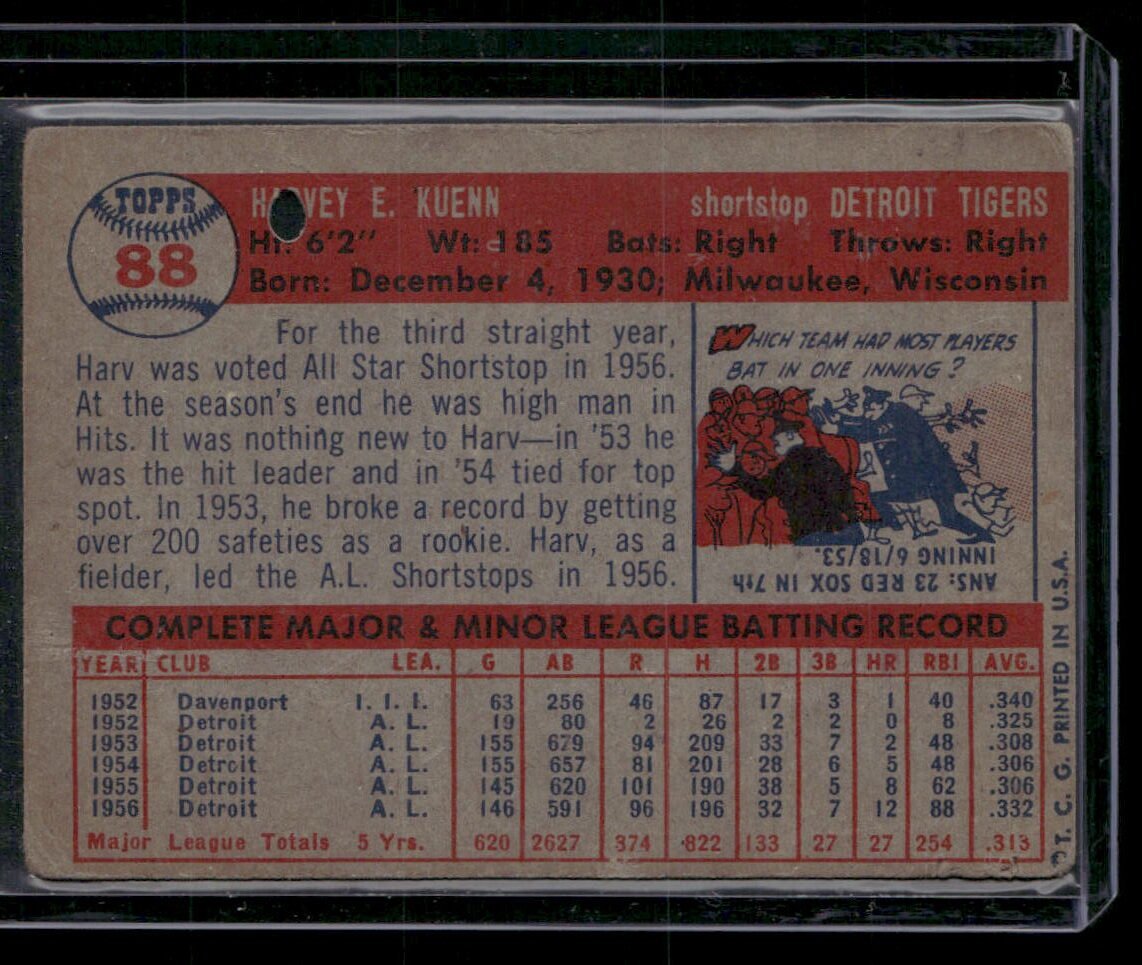 TOPPS
88
H VEY E. KUENN shortstop DETROIT TIGERS
Ht: 6'2" Wt: 185 Bats: Right Throws: Right
Born: December 4, 1930; Milwaukee, Wisconsin
For the third straight year,
Harv was voted All Star Shortstop in 1956.
At the season's end he was high man in
Hits. It was nothing new to Harv—in '53 he
was the hit leader and in '54 tied for top
spot. In 1953, he broke a record by getting
over 200 safeties as a rookie. Harv, as a
fielder, led the A.L. Shortstops in 1956.
WHICH TEAM HAD MOST PLAYERS
BAT IN ONE INNING?
ANS: 23 RED SOX IN 7th
INNING 6/18/53.
COMPLETE MAJOR & MINOR LEAGUE BATTING RECORD
YEAR CLUB LEA. G AB R H 2B 3B HR RBI AVG.
1952 Davenport I. I. I. 63 256 46 87 17 3 1 40 .340
1952 Detroit A. L. 19 80 2 26 2 2 0 8 .325
1953 Detroit A. L. 155 679 94 209 33 7 2 48 .308
1954 Detroit A. L. 155 657 81 201 28 6 5 48 .306
1955 Detroit A. L. 145 620 101 190 38 5 8 62 .306
1956 Detroit A. L. 146 591 96 196 32 7 12 88 .332
Major League Totals 5 Yrs. 620 2627 374 822 133 27 27 254 .313
T. C. G. PRINTED IN U.S.A.